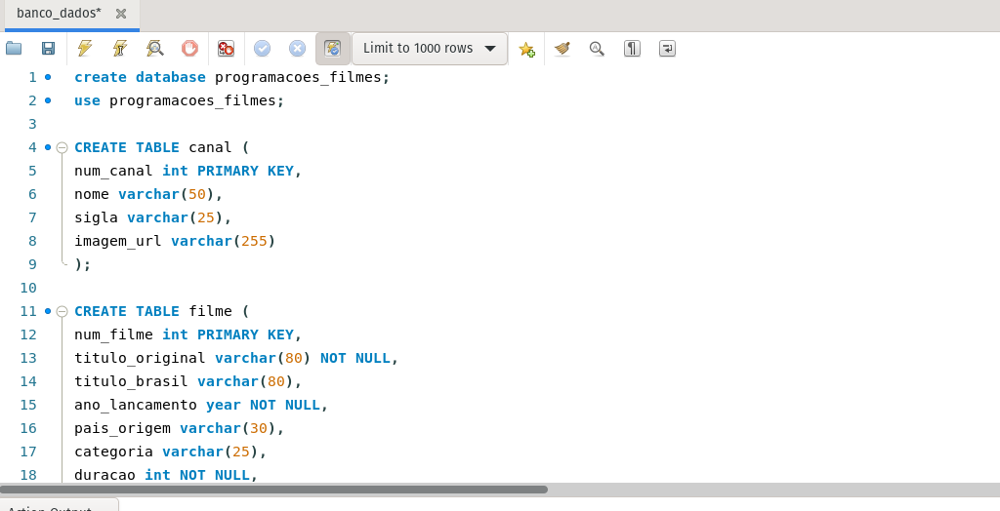 banco_dados*
Limit to 1000 rows
1 create database programacoes_filmes;
2 use programacoes_filmes;
3
4 CREATE TABLE canal (
5 num_canal int PRIMARY KEY,
6 nome varchar(50),
7 sigla varchar(25),
8 imagem_url varchar(255)
9 );
10
11 CREATE TABLE filme (
12 num_filme int PRIMARY KEY,
13 titulo_original varchar(80) NOT NULL,
14 titulo_brasil varchar(80),
15 ano_lancamento year NOT NULL,
16 pais_origem varchar(30),
17 categoria varchar(25),
18 duracao int NOT NULL,
Action Output